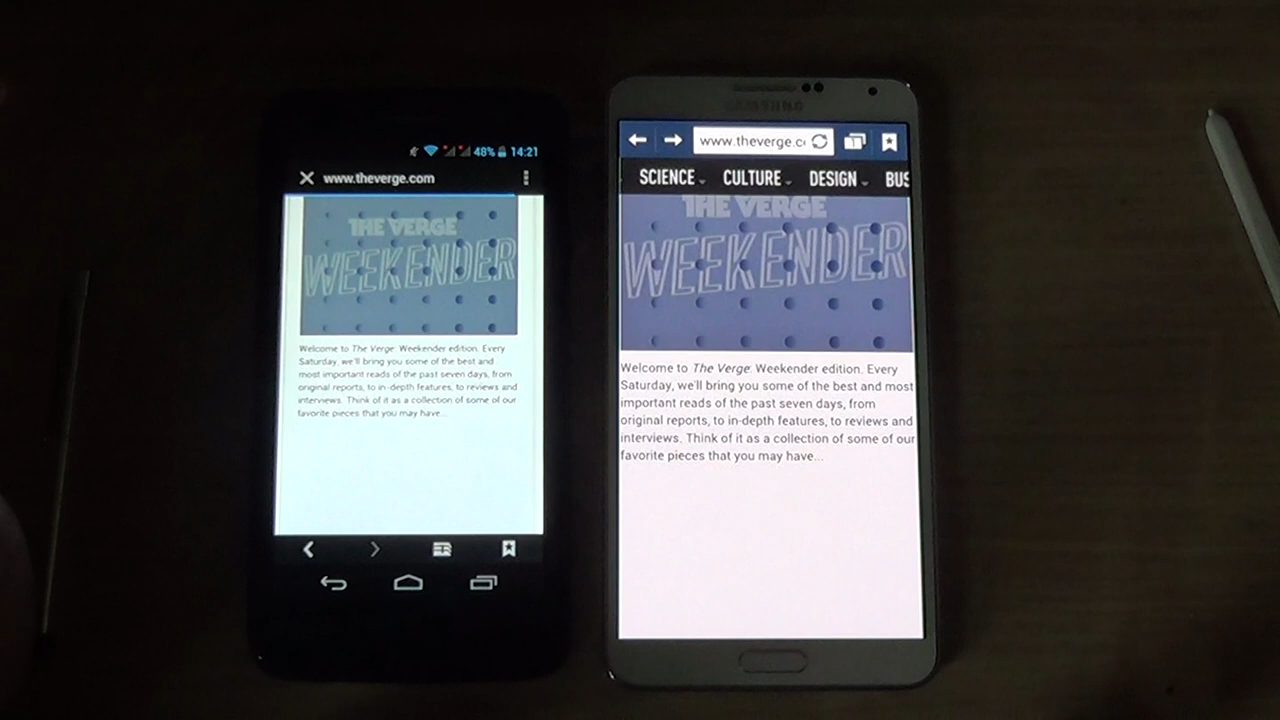 48% 14:21
www.theverge.com
THE VERGE
WEEKENDER
Welcome to The Verge: Weekender edition. Every
Saturday, we'll bring you some of the best and
most important reads of the past seven days, from
original reports, to in-depth features, to reviews and
interviews. Think of it as a collection of some of our
favorite pieces that you may have...
SAMSUNG
www.theverge.c
1
SCIENCE CULTURE DESIGN BUS
THE VERGE
WEEKENDER
Welcome to The Verge: Weekender edition. Every
Saturday, we'll bring you some of the best and most
important reads of the past seven days, from
original reports, to in-depth features, to reviews and
interviews. Think of it as a collection of some of our
favorite pieces that you may have...